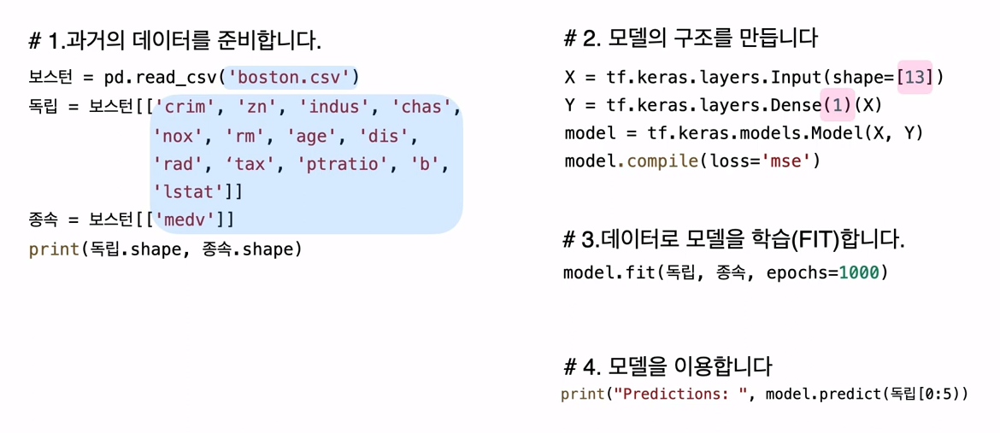 # 1.과거의 데이터를 준비합니다.
보스턴 = pd.read_csv('boston.csv')
독립 = 보스턴[['crim', 'zn', 'indus', 'chas',
'nox', 'rm', 'age', 'dis',
'rad', ‘tax', 'ptratio', 'b',
'lstat']]
종속 = 보스턴[['medv']]
print(독립.shape, 종속.shape)
# 2. 모델의 구조를 만듭니다
X = tf.keras.layers.Input(shape=[13])
Y = tf.keras.layers.Dense(1)(X)
model = tf.keras.models.Model(X, Y)
model.compile(loss='mse')
# 3.데이터로 모델을 학습(FIT)합니다.
model.fit(독립, 종속, epochs=1000)
# 4. 모델을 이용합니다
print("Predictions: ", model.predict(독립[0:5))